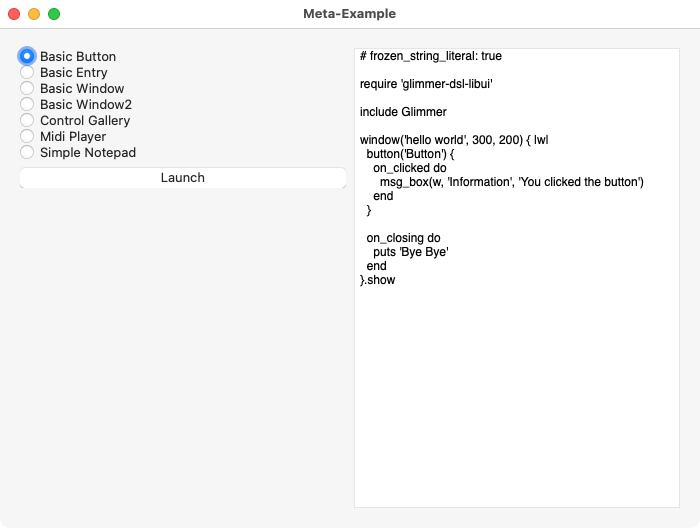 Meta-Example
Basic Button
Basic Entry
Basic Window
Basic Window2
Control Gallery
Midi Player
Simple Notepad
Launch
# frozen_string_literal: true
require 'glimmer-dsl-libui'
include Glimmer
window('hello world', 300, 200) { |w|
button('Button') {
on_clicked do
msg_box(w, 'Information', 'You clicked the button')
end
}
on_closing do
puts 'Bye Bye'
end
}.show